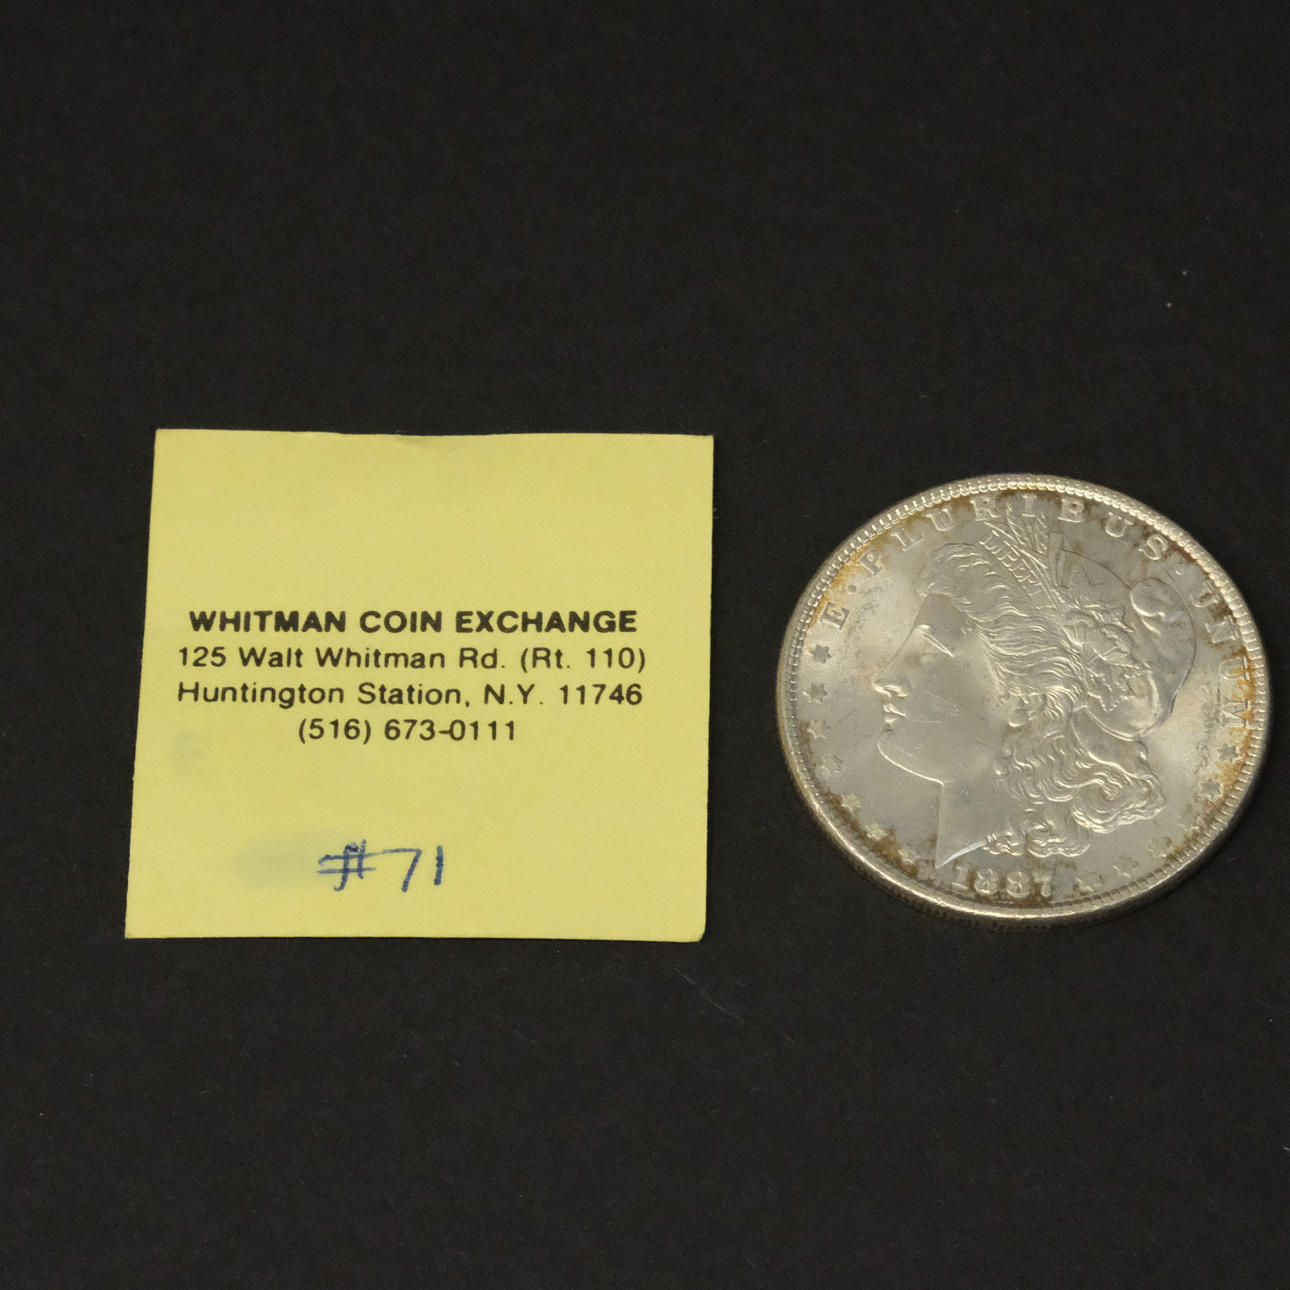 WHITMAN COIN EXCHANGE
125 Walt Whitman Rd. (Rt. 110)
Huntington Station, N.Y. 11746
(516) 673-0111
#71
E·PLURIBUS·UNUM
LIBERTY
1887